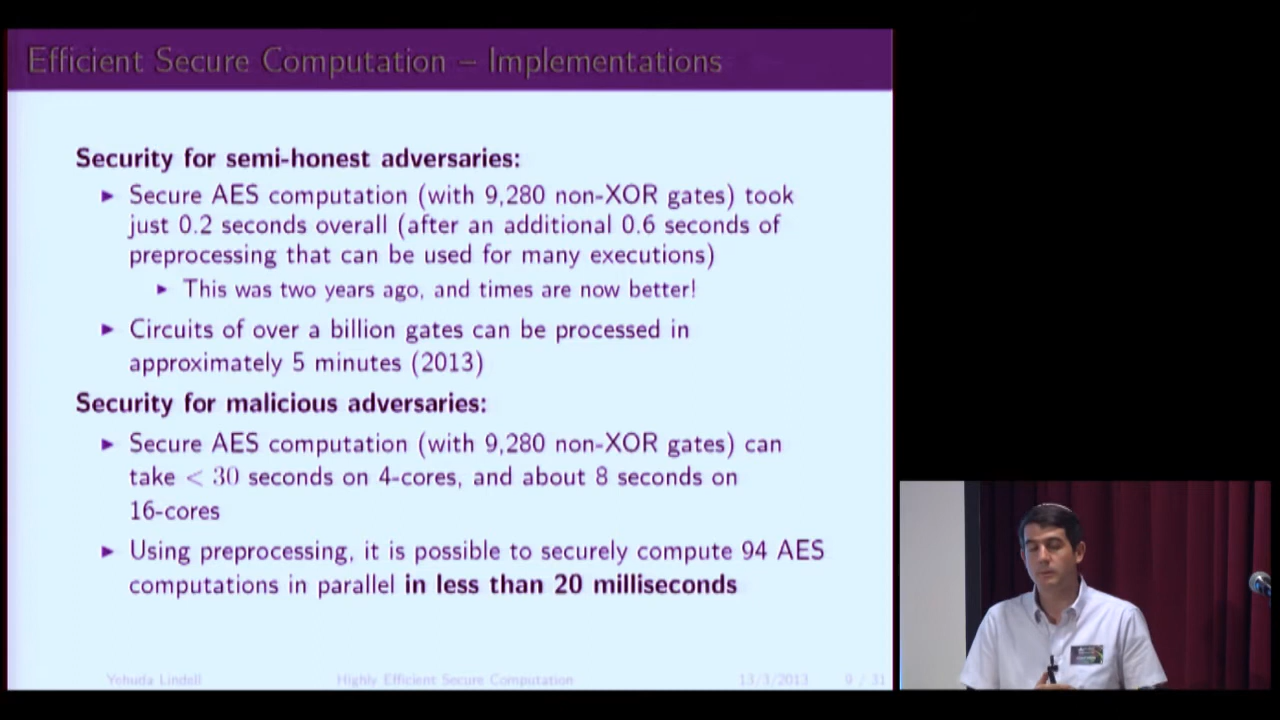 Efficient Secure Computation – Implementations
Security for semi-honest adversaries:
► Secure AES computation (with 9,280 non-XOR gates) took
just 0.2 seconds overall (after an additional 0.6 seconds of
preprocessing that can be used for many executions)
► This was two years ago, and times are now better!
► Circuits of over a billion gates can be processed in
approximately 5 minutes (2013)
Security for malicious adversaries:
► Secure AES computation (with 9,280 non-XOR gates) can
take < 30 seconds on 4-cores, and about 8 seconds on
16-cores
► Using preprocessing, it is possible to securely compute 94 AES
computations in parallel in less than 20 milliseconds
Yehuda Lindell Highly Efficient Secure Computation 13/3/2013 9 / 31